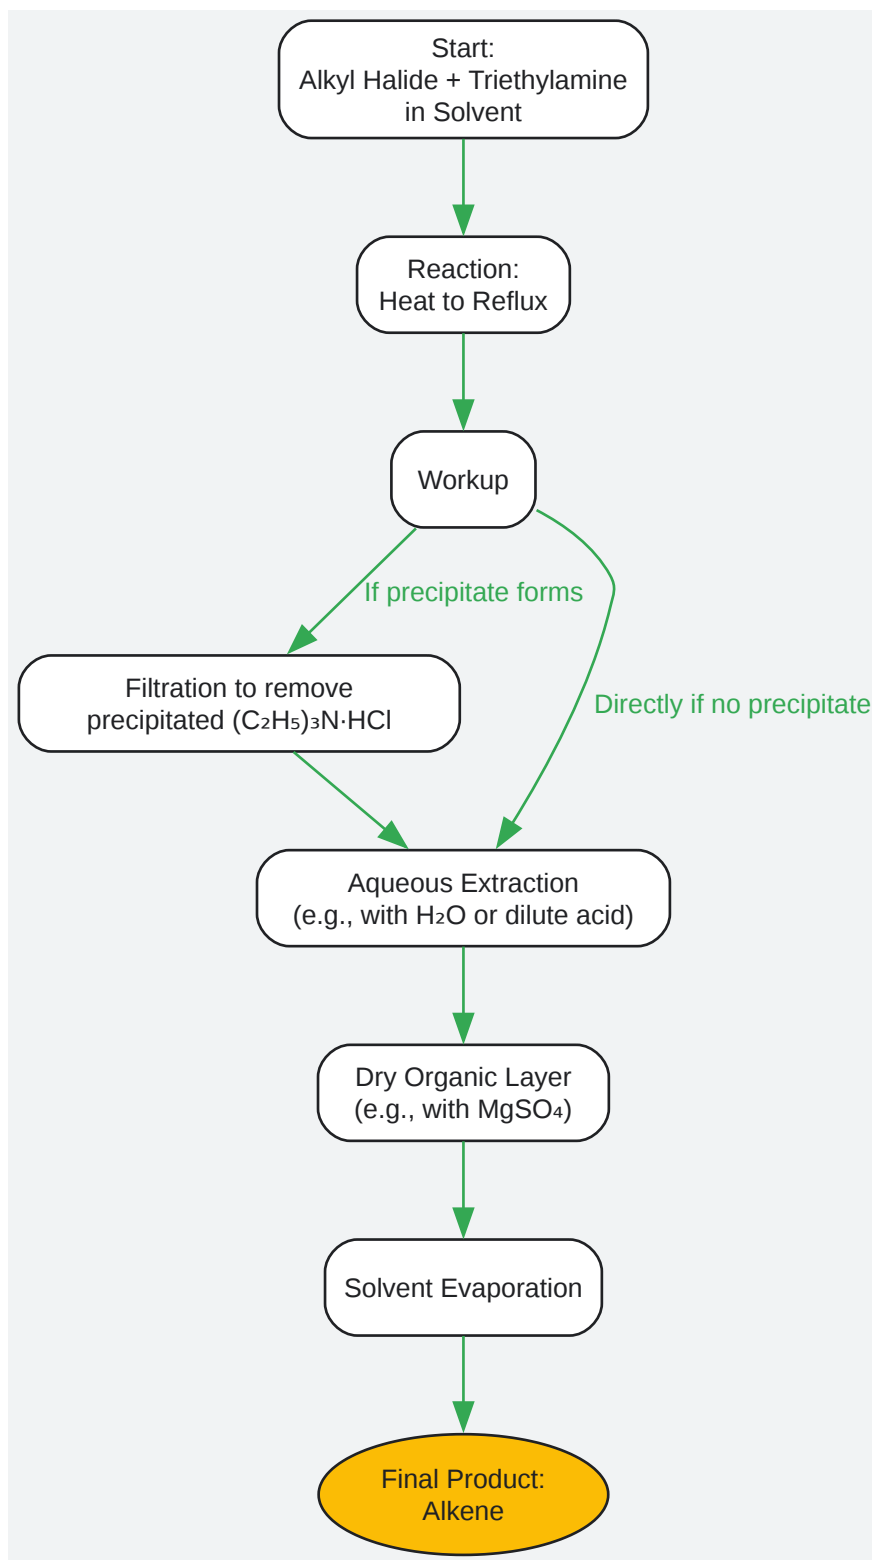 Start:
Alkyl Halide + Triethylamine
in Solvent
Reaction:
Heat to Reflux
Workup
If precipitate forms
Filtration to remove
precipitated (C₂H₅)₃N·HCl
Directly if no precipitate
Aqueous Extraction
(e.g., with H₂O or dilute acid)
Dry Organic Layer
(e.g., with MgSO₄)
Solvent Evaporation
Final Product:
Alkene